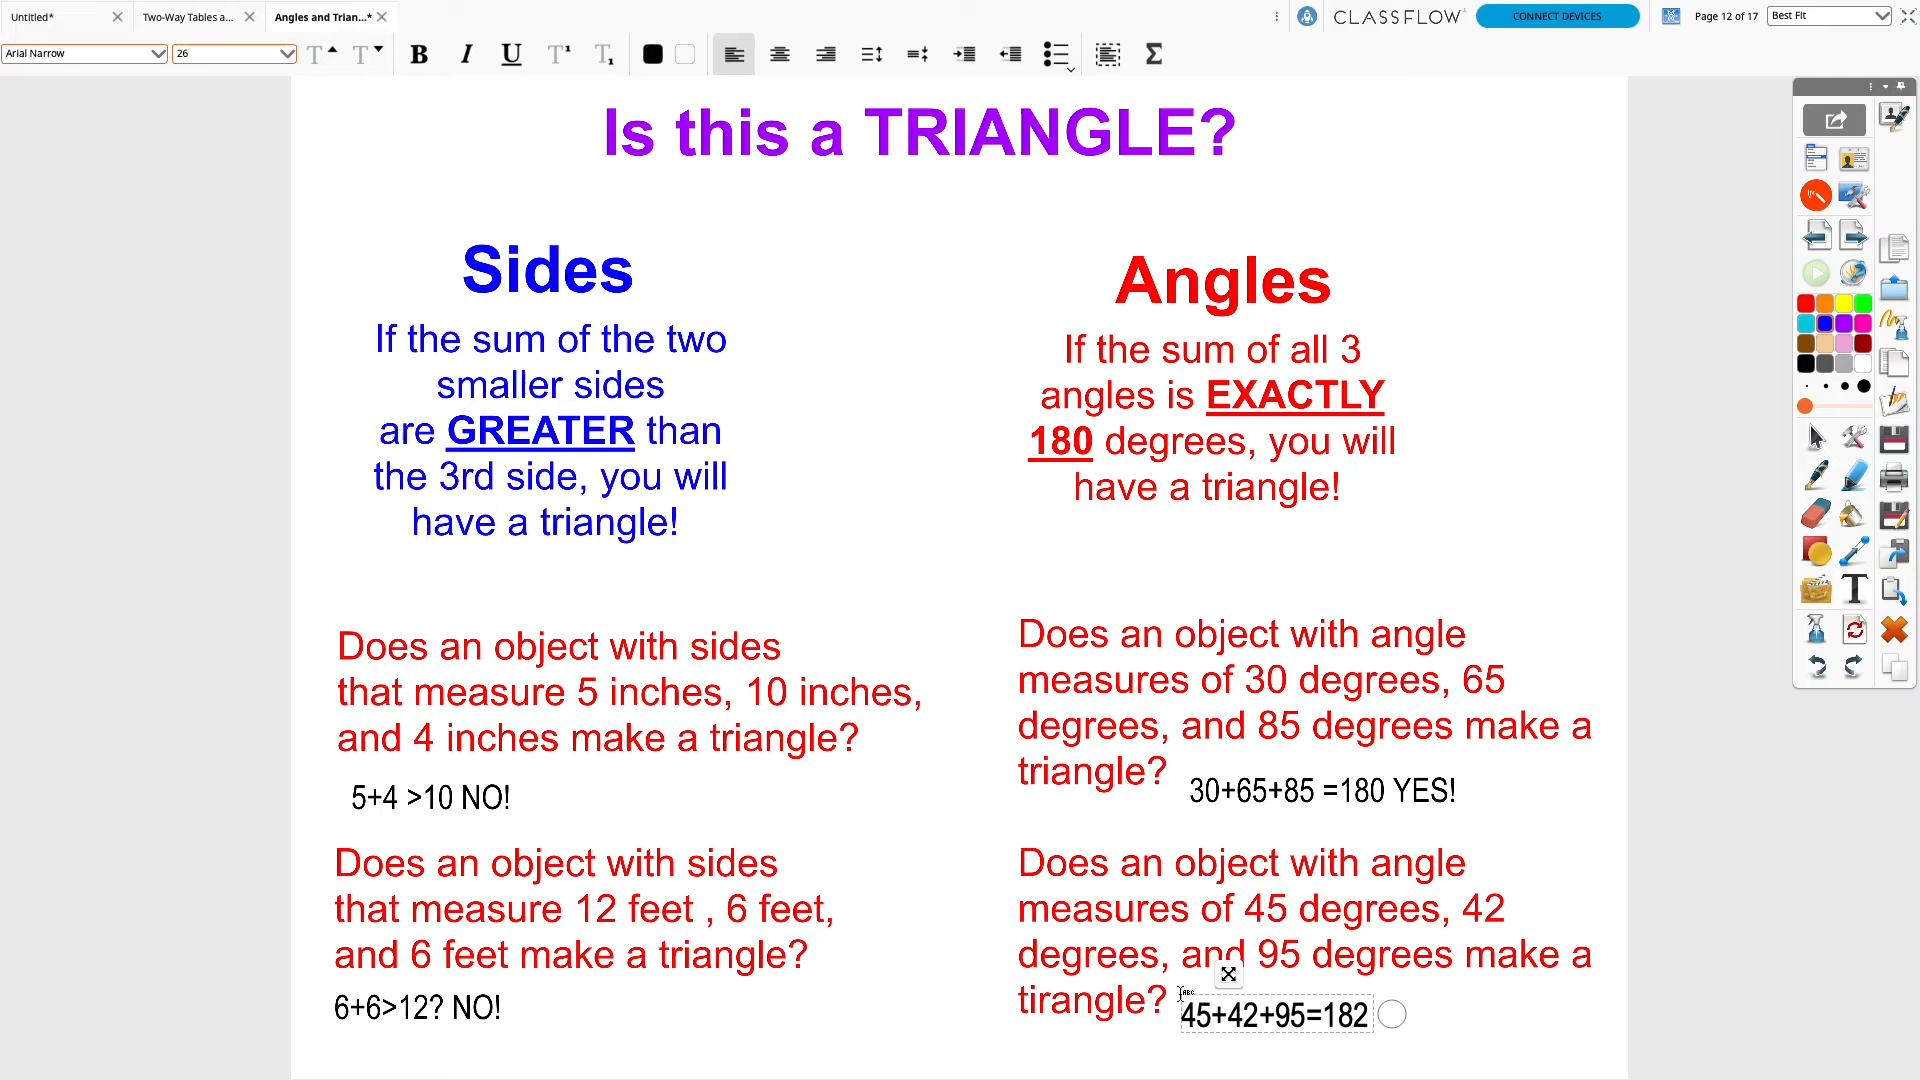 Untitled*
Two-Way Tables a...
Angles and Trian...*
CLASSFLOW
CONNECT DEVICES
Page 12 of 17
Best Fit
Arial Narrow
26
Is this a TRIANGLE?
Sides
If the sum of the two
smaller sides
are GREATER than
the 3rd side, you will
have a triangle!
Angles
If the sum of all 3
angles is EXACTLY
180 degrees, you will
have a triangle!
Does an object with sides
that measure 5 inches, 10 inches,
and 4 inches make a triangle?
5+4 >10 NO!
Does an object with angle
measures of 30 degrees, 65
degrees, and 85 degrees make a
triangle?
30+65+85 =180 YES!
Does an object with sides
that measure 12 feet , 6 feet,
and 6 feet make a triangle?
6+6>12? NO!
Does an object with angle
measures of 45 degrees, 42
degrees, and 95 degrees make a
tirangle?
45+42+95=182